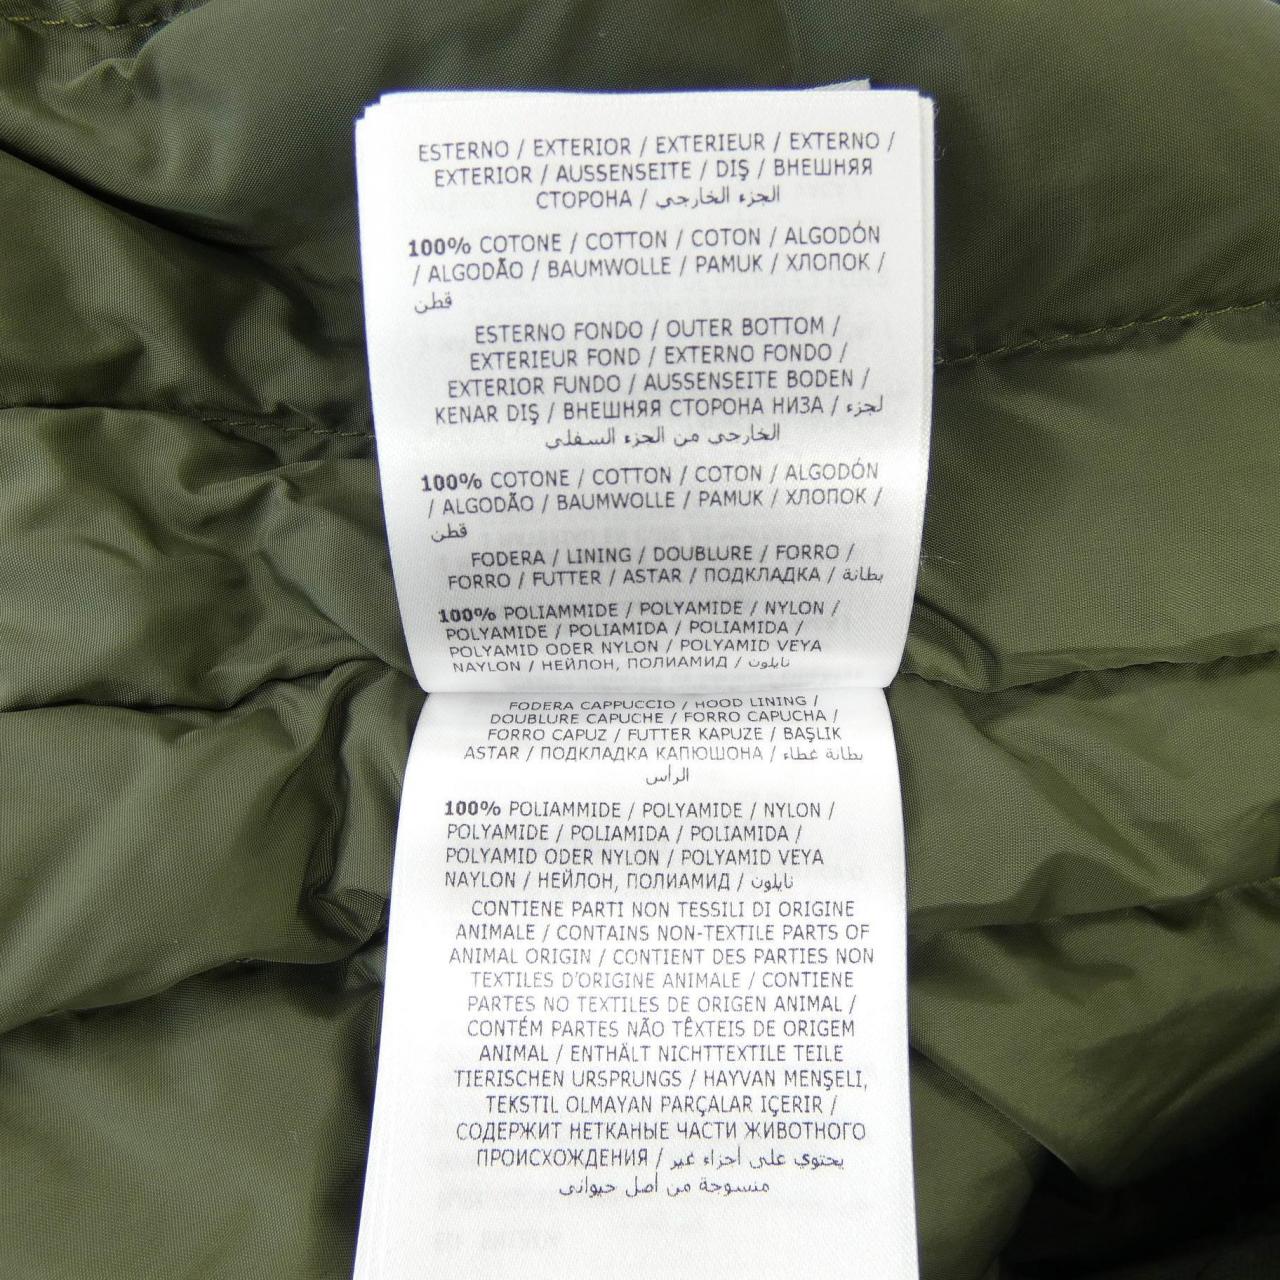 ESTERNO / EXTERIOR / EXTERIEUR / EXTERNO /
EXTERIOR / AUSSENSEITE / DIŞ / ВНЕШНЯЯ
СТОРОНА / الجزء الخارجي
100% COTONE / COTTON / COTON / ALGODÓN
/ ALGODÃO / BAUMWOLLE / PAMUK / ХЛОПОК /
قطن
ESTERNO FONDO / OUTER BOTTOM /
EXTERIEUR FOND / EXTERNO FONDO /
EXTERIOR FUNDO / AUSSENSEITE BODEN /
KENAR DIŞ / ВНЕШНЯЯ СТОРОНА НИЗА / لجزء
الخارجي من الجزء السفلي
100% COTONE / COTTON / COTON / ALGODÓN
/ ALGODÃO / BAUMWOLLE / PAMUK / ХЛОПОК /
قطن
FODERA / LINING / DOUBLURE / FORRO /
FORRO / FUTTER / ASTAR / ПОДКЛАДКА / بطانة
100% POLIAMMIDE / POLYAMIDE / NYLON /
POLYAMIDE / POLIAMIDA / POLIAMIDA /
POLYAMID ODER NYLON / POLYAMID VEYA
NAYLON / НЕЙЛОН, ПОЛИАМИД / نايلون
FODERA CAPPUCCIO / HOOD LINING /
DOUBLURE CAPUCHE / FORRO CAPUCHA /
FORRO CAPUZ / FUTTER KAPUZE / BAŞLIK
ASTAR / ПОДКЛАДКА КАПЮШОНА / بطانة غطاء
الرأس
100% POLIAMMIDE / POLYAMIDE / NYLON /
POLYAMIDE / POLIAMIDA / POLIAMIDA /
POLYAMID ODER NYLON / POLYAMID VEYA
NAYLON / НЕЙЛОН, ПОЛИАМИД / نايلون
CONTIENE PARTI NON TESSILI DI ORIGINE
ANIMALE / CONTAINS NON-TEXTILE PARTS OF
ANIMAL ORIGIN / CONTIENT DES PARTIES NON
TEXTILES D'ORIGINE ANIMALE / CONTIENE
PARTES NO TEXTILES DE ORIGEN ANIMAL /
CONTÉM PARTES NÃO TÊXTEIS DE ORIGEM
ANIMAL / ENTHÄLT NICHTTEXTILE TEILE
TIERISCHEN URSPRUNGS / HAYVAN MENŞELI,
TEKSTIL OLMAYAN PARÇALAR IÇERIR /
СОДЕРЖИТ НЕТКАНЫЕ ЧАСТИ ЖИВОТНОГО
ПРОИСХОЖДЕНИЯ / يحتوي على أجزاء غير
منسوجة من أصل حيواني